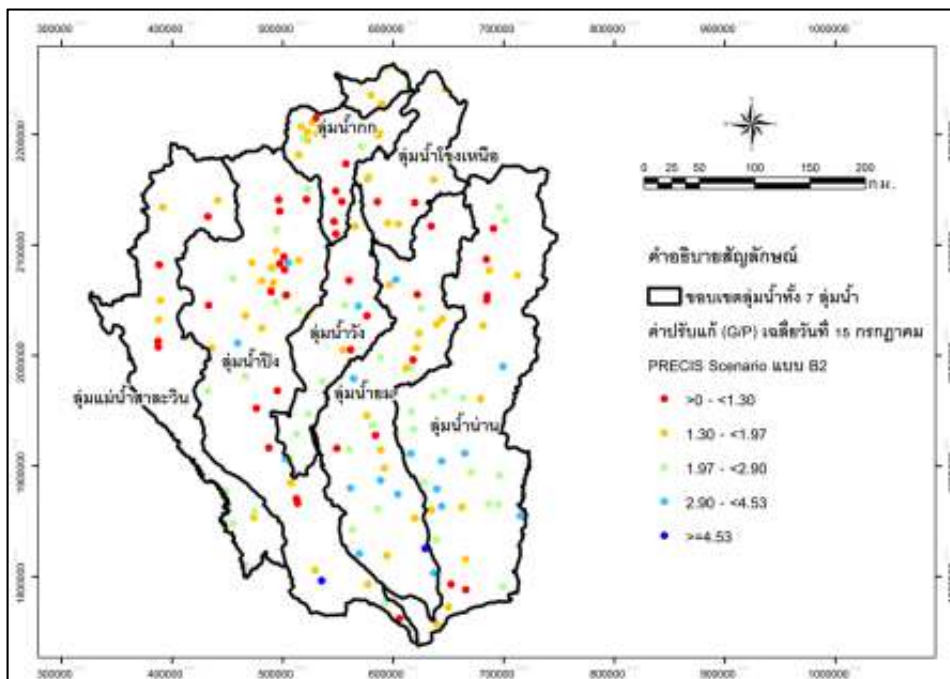 300000 400000 500000 600000 700000 800000 900000 1000000
2200000
2100000
2000000
1900000
1800000
ลุ่มน้ำกก
ลุ่มน้ำโขงเหนือ
ลุ่มน้ำวัง
ลุ่มน้ำปิง
ลุ่มแม่น้ำสาละวิน
ลุ่มน้ำยม
ลุ่มน้ำน่าน
0 25 50 100 150 200
กม.
คำอธิบายสัญลักษณ์
ขอบเขตลุ่มน้ำทั้ง 7 ลุ่มน้ำ
ค่าปรับแก้ (G/P) เฉลี่ยวันที่ 15 กรกฎาคม
PRECIS Scenario แบบ B2
>0 - <1.30
1.30 - <1.97
1.97 - <2.90
2.90 - <4.53
>=4.53
300000 400000 500000 600000 700000 800000 900000 1000000